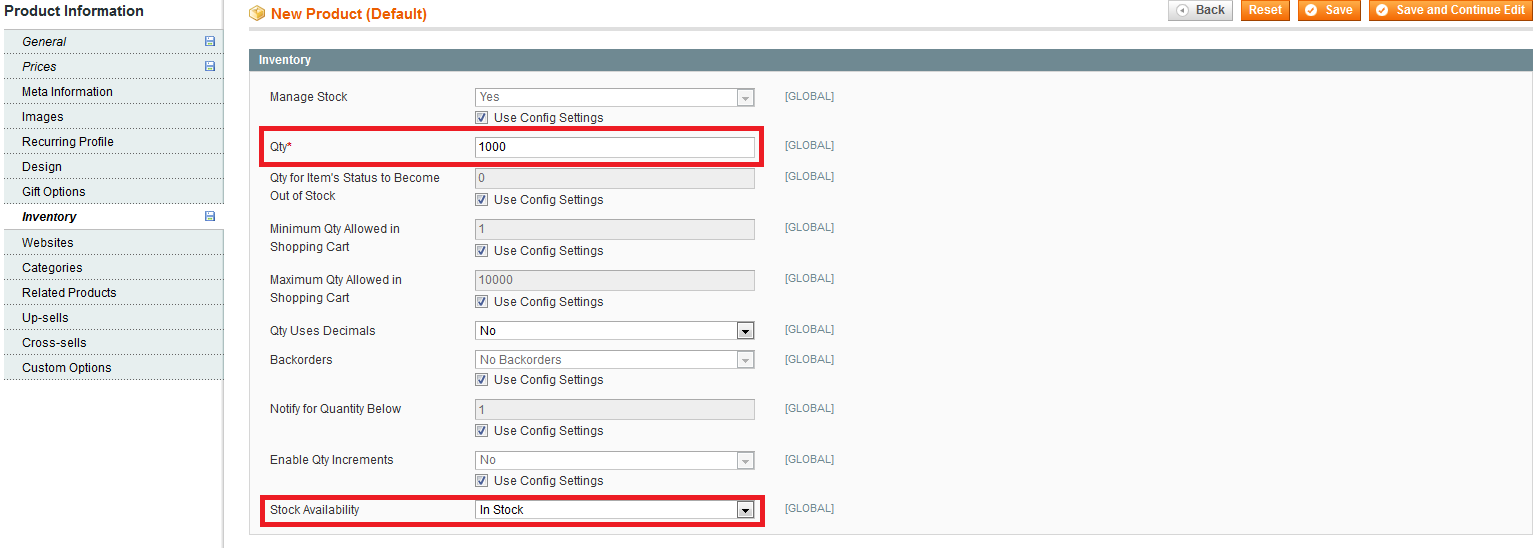 Product Information
General
Prices
Meta Information
Images
Recurring Profile
Design
Gift Options
Inventory
Websites
Categories
Related Products
Up-sells
Cross-sells
Custom Options
New Product (Default)
Back Reset Save Save and Continue Edit
Inventory
Manage Stock Yes [GLOBAL]
Use Config Settings
Qty* 1000 [GLOBAL]
Qty for Item's Status to Become 0 [GLOBAL]
Out of Stock Use Config Settings
Minimum Qty Allowed in 1 [GLOBAL]
Shopping Cart Use Config Settings
Maximum Qty Allowed in 10000 [GLOBAL]
Shopping Cart Use Config Settings
Qty Uses Decimals No [GLOBAL]
Backorders No Backorders [GLOBAL]
Use Config Settings
Notify for Quantity Below 1 [GLOBAL]
Use Config Settings
Enable Qty Increments No [GLOBAL]
Use Config Settings
Stock Availability In Stock [GLOBAL]